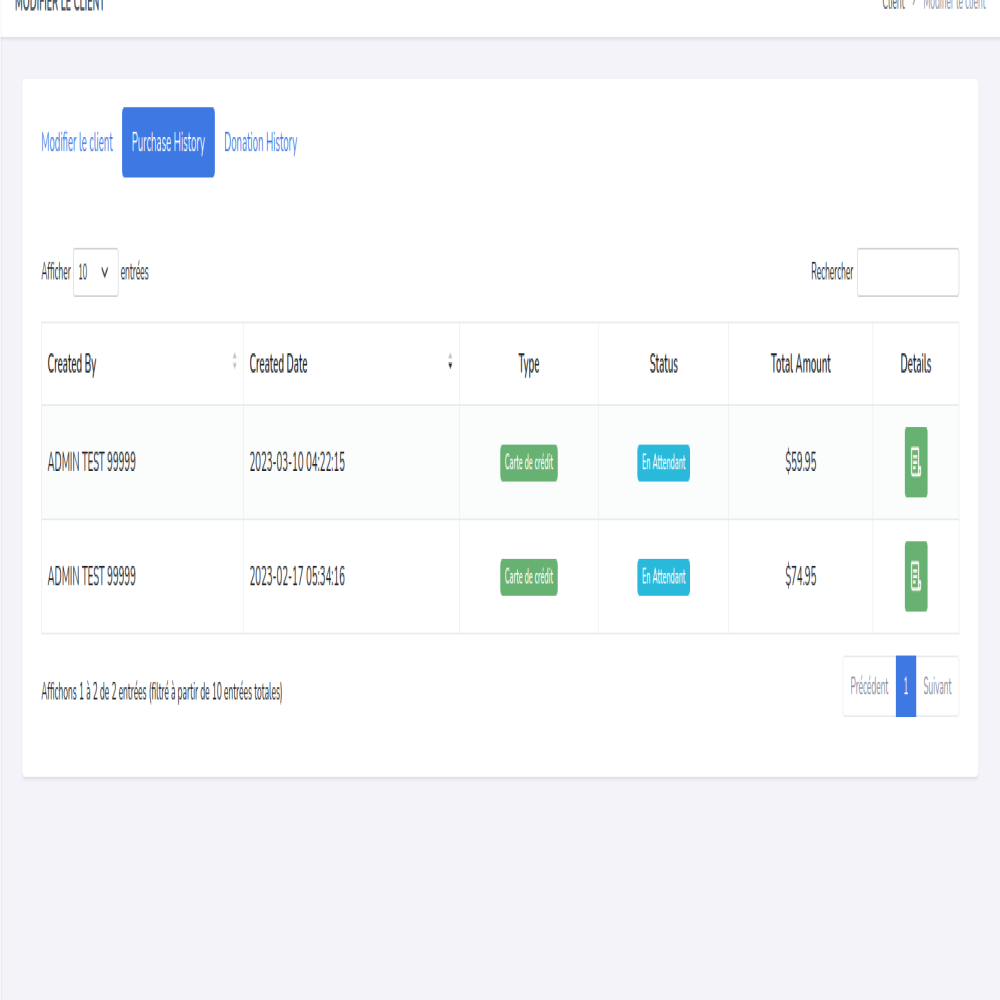 MODIFIER LE CLIENT
Client > Modifier le client
Modifier le client Purchase History Donation History
Afficher 10 entrées
Rechercher
Created By Created Date Type Status Total Amount Details
ADMIN TEST 99999 2023-03-10 04:22:15 Carte de crédit En Attendant $59.95
ADMIN TEST 99999 2023-02-17 05:34:16 Carte de crédit En Attendant $74.95
Affichons 1 à 2 de 2 entrées (filtré à partir de 10 entrées totales)
Précédent 1 Suivant